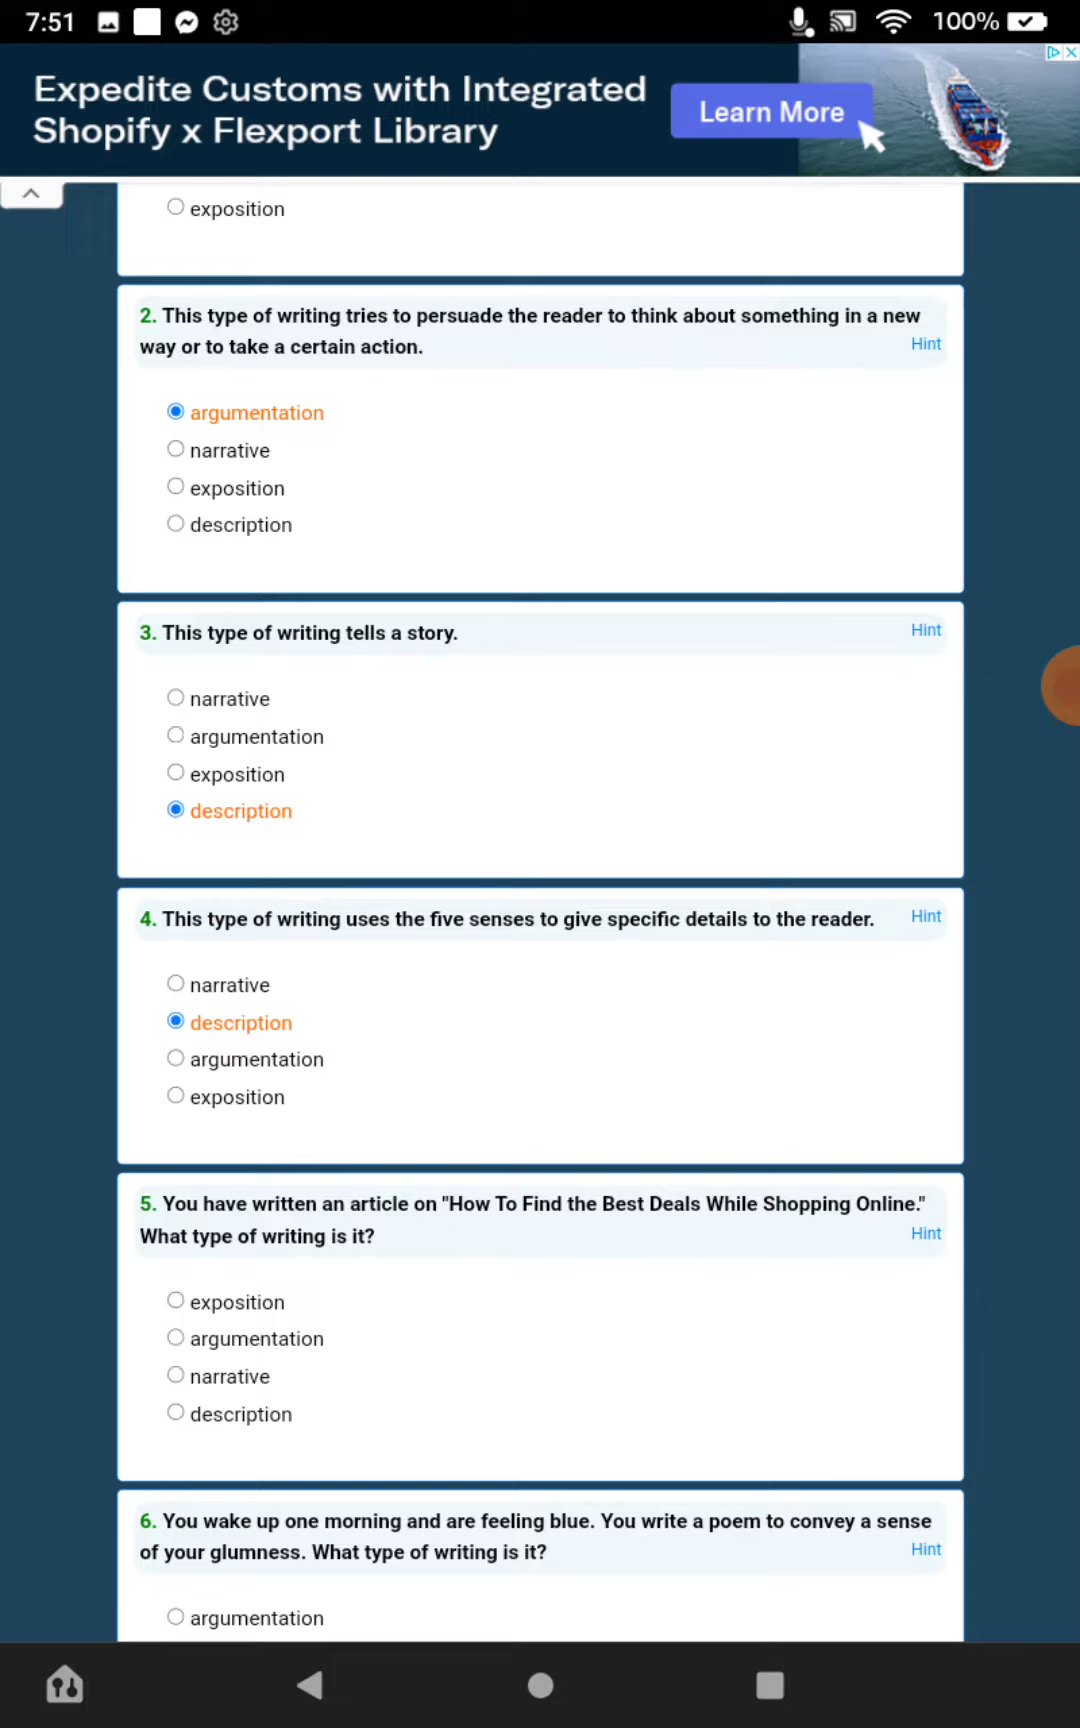 7:51
100%
Expedite Customs with Integrated
Shopify x Flexport Library
Learn More
exposition
2. This type of writing tries to persuade the reader to think about something in a new
way or to take a certain action.
Hint
argumentation
narrative
exposition
description
3. This type of writing tells a story.
Hint
narrative
argumentation
exposition
description
4. This type of writing uses the five senses to give specific details to the reader.
Hint
narrative
description
argumentation
exposition
5. You have written an article on "How To Find the Best Deals While Shopping Online."
What type of writing is it?
Hint
exposition
argumentation
narrative
description
6. You wake up one morning and are feeling blue. You write a poem to convey a sense
of your glumness. What type of writing is it?
Hint
argumentation